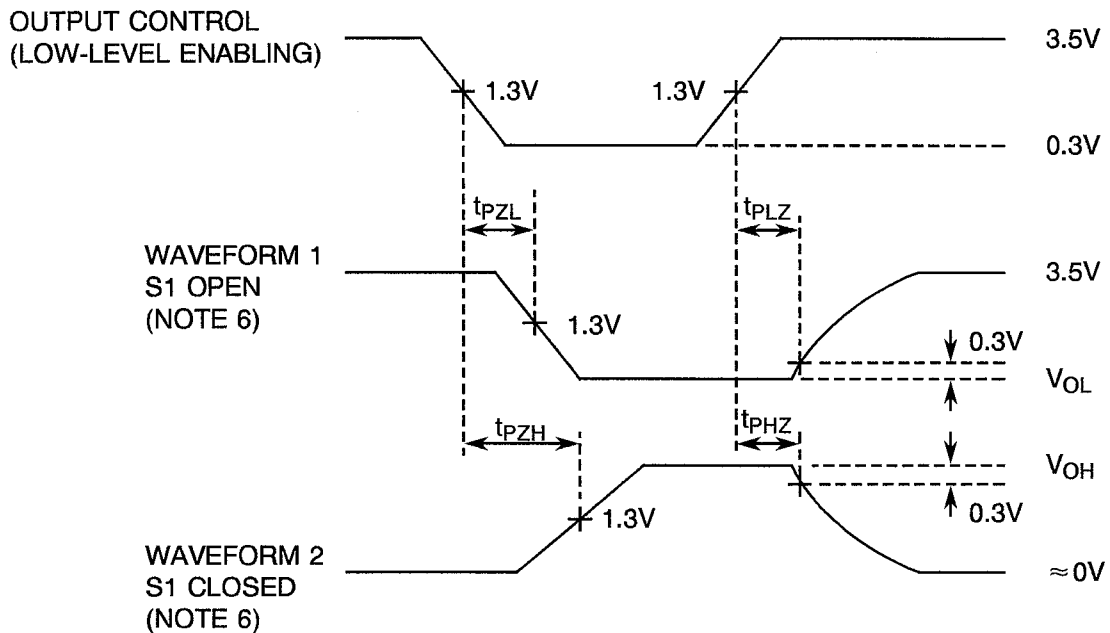 OUTPUT CONTROL
(LOW-LEVEL ENABLING)
3.5V
1.3V
1.3V
0.3V
tPZL
tPLZ
WAVEFORM 1
S1 OPEN
(NOTE 6)
3.5V
1.3V
0.3V
VOL
tPZH
tPHZ
VOH
1.3V
0.3V
WAVEFORM 2
S1 CLOSED
(NOTE 6)
≈0V